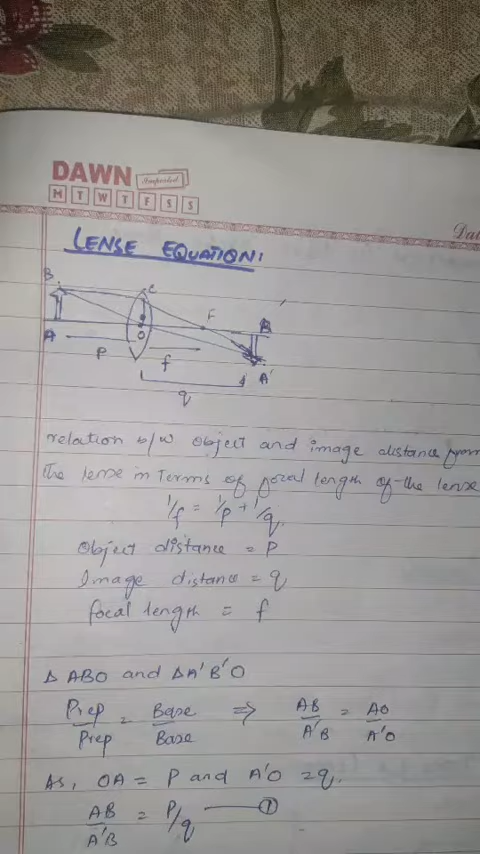 DAWN Imported
M T W T F S S
LENSE EQUATION:
B C F B
A P O f A'
q
relation b/w object and image distance from
the lense in Terms of focal length of the lense
1/f = 1/p + 1/q
Object distance = P
Image distance = q
focal length = f
Δ ABO and ΔA'B'O
Prep/Prep = Base/Base ⇒ AB/A'B = AO/A'O
As, OA = P and A'O = q.
AB/A'B = P/q — ①